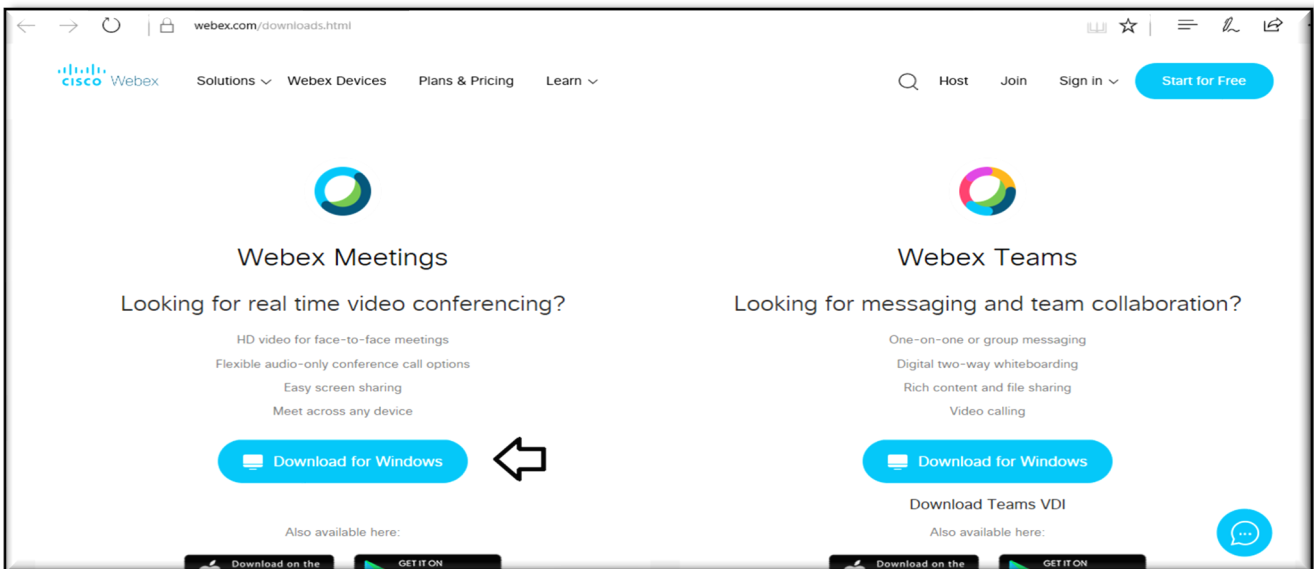 webex.com/downloads.html
CISCO Webex Solutions Webex Devices Plans & Pricing Learn Host Join Sign in Start for Free
Webex Meetings
Looking for real time video conferencing?
HD video for face-to-face meetings
Flexible audio-only conference call options
Easy screen sharing
Meet across any device
Download for Windows
Also available here:
Download on the
GET IT ON
Webex Teams
Looking for messaging and team collaboration?
One-on-one or group messaging
Digital two-way whiteboarding
Rich content and file sharing
Video calling
Download for Windows
Download Teams VDI
Also available here:
Download on the
GET IT ON